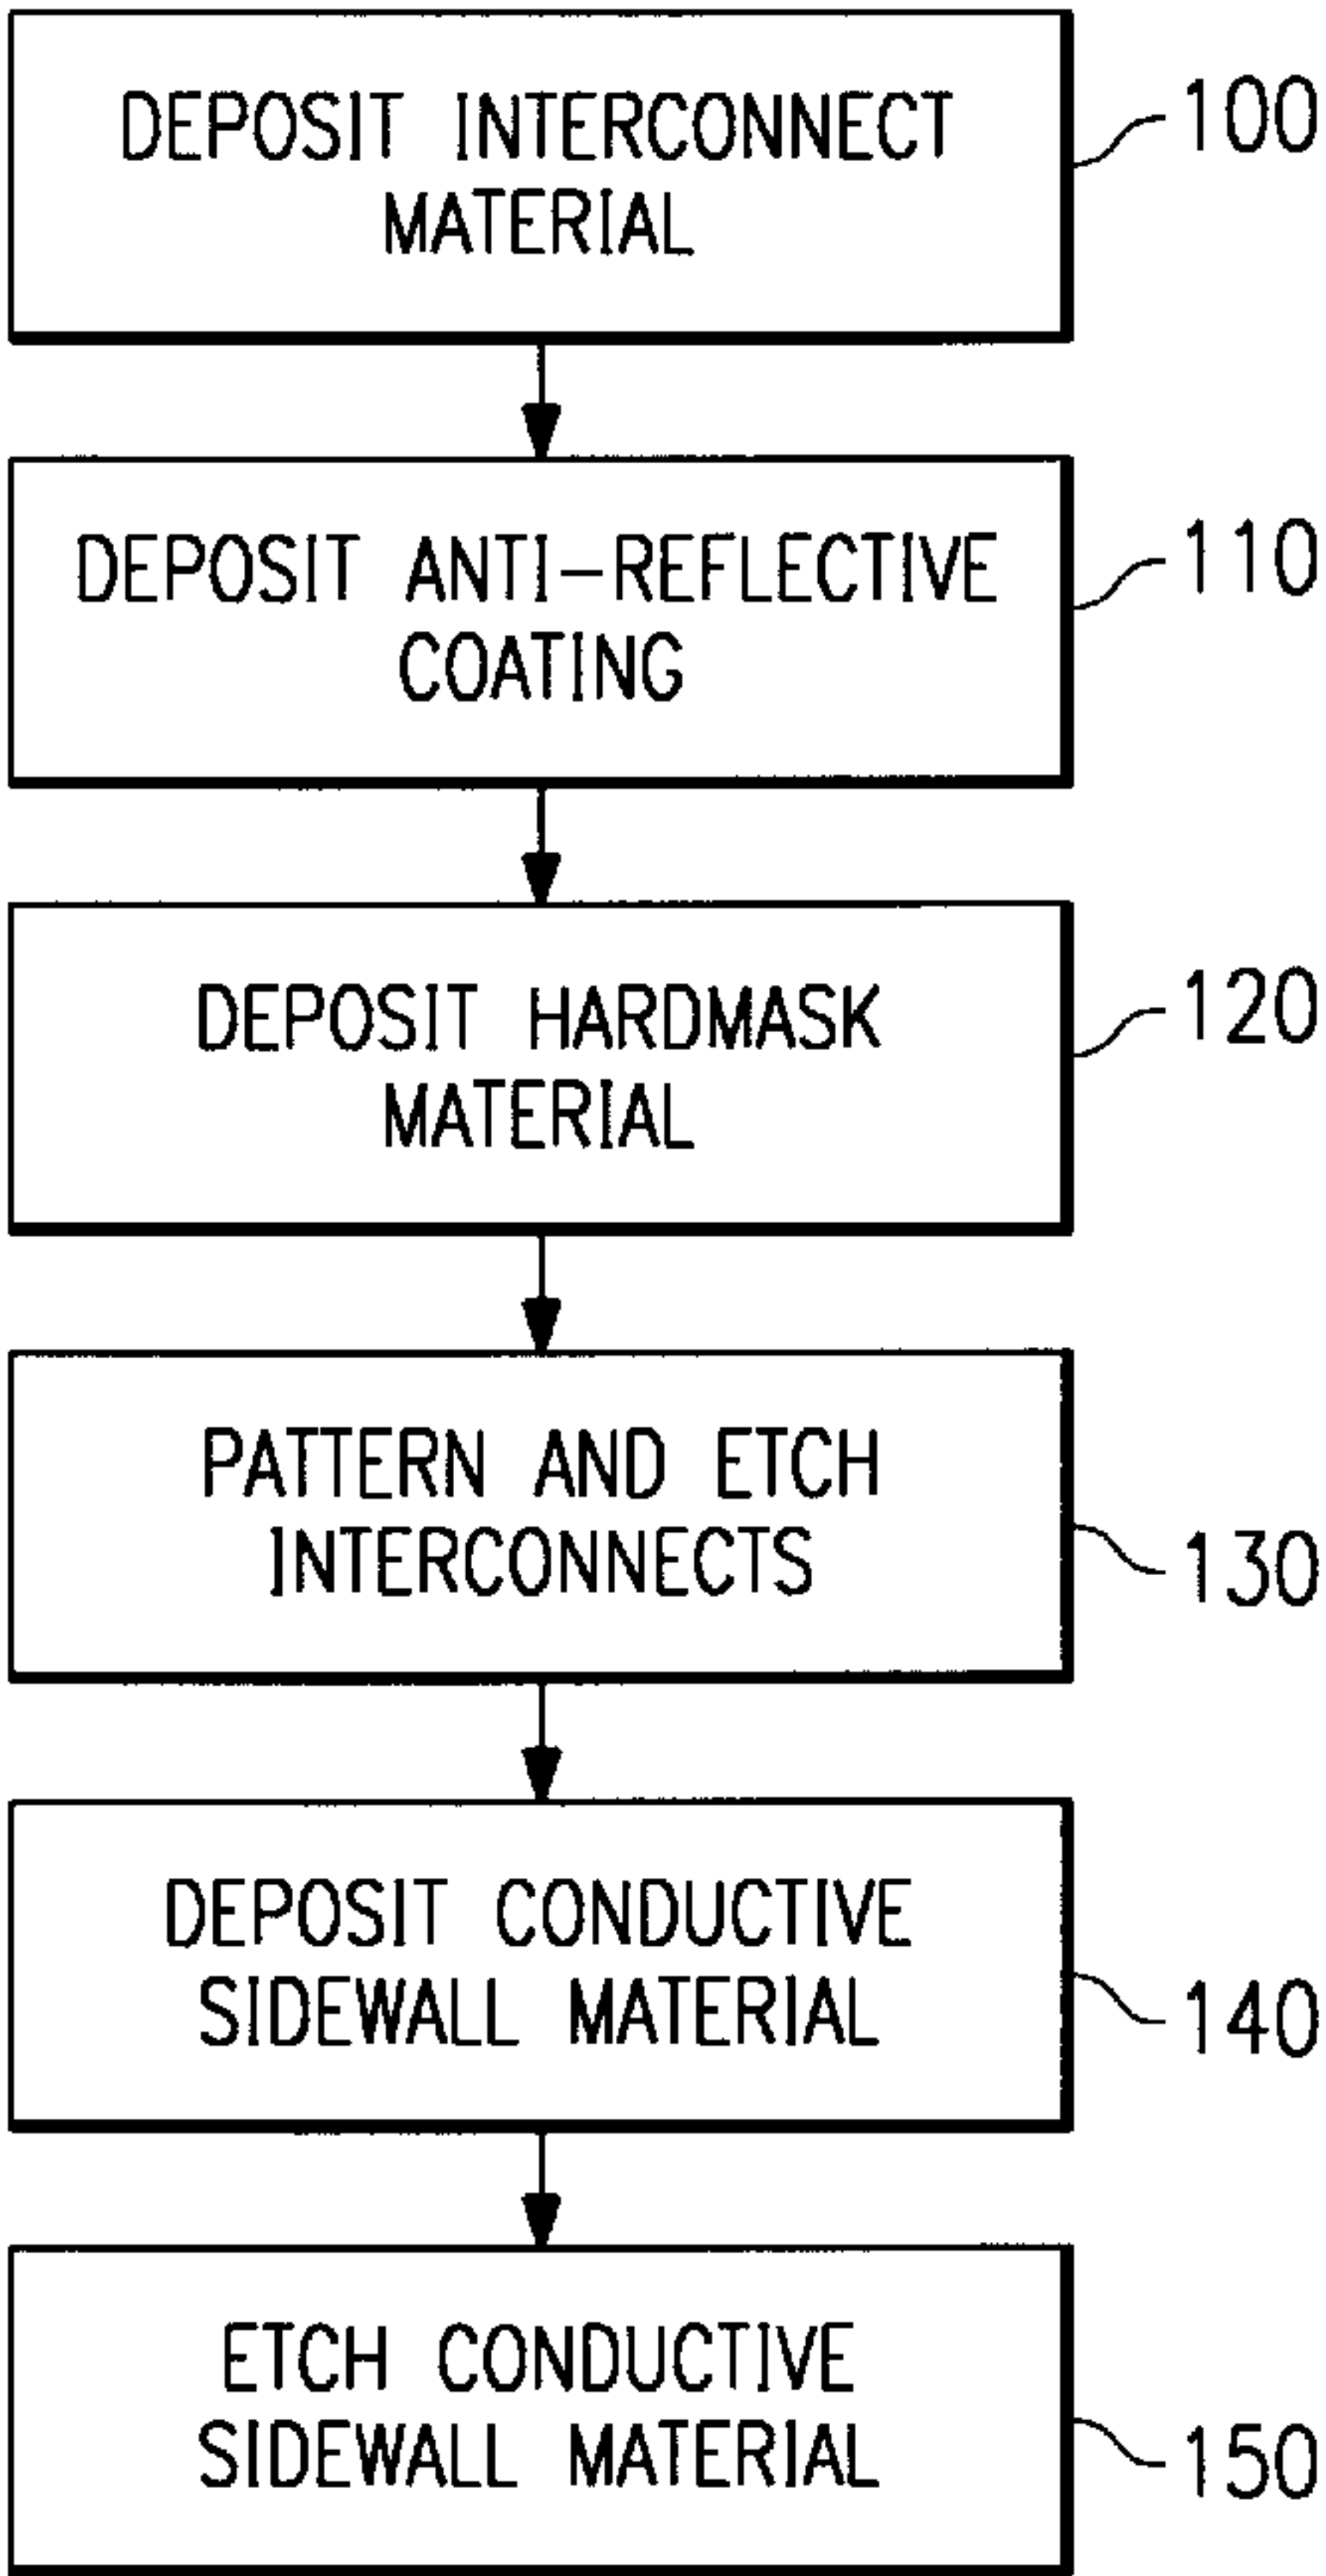 DEPOSIT INTERCONNECT
MATERIAL
100
DEPOSIT ANTI-REFLECTIVE
COATING
110
DEPOSIT HARDMASK
MATERIAL
120
PATTERN AND ETCH
INTERCONNECTS
130
DEPOSIT CONDUCTIVE
SIDEWALL MATERIAL
140
ETCH CONDUCTIVE
SIDEWALL MATERIAL
150